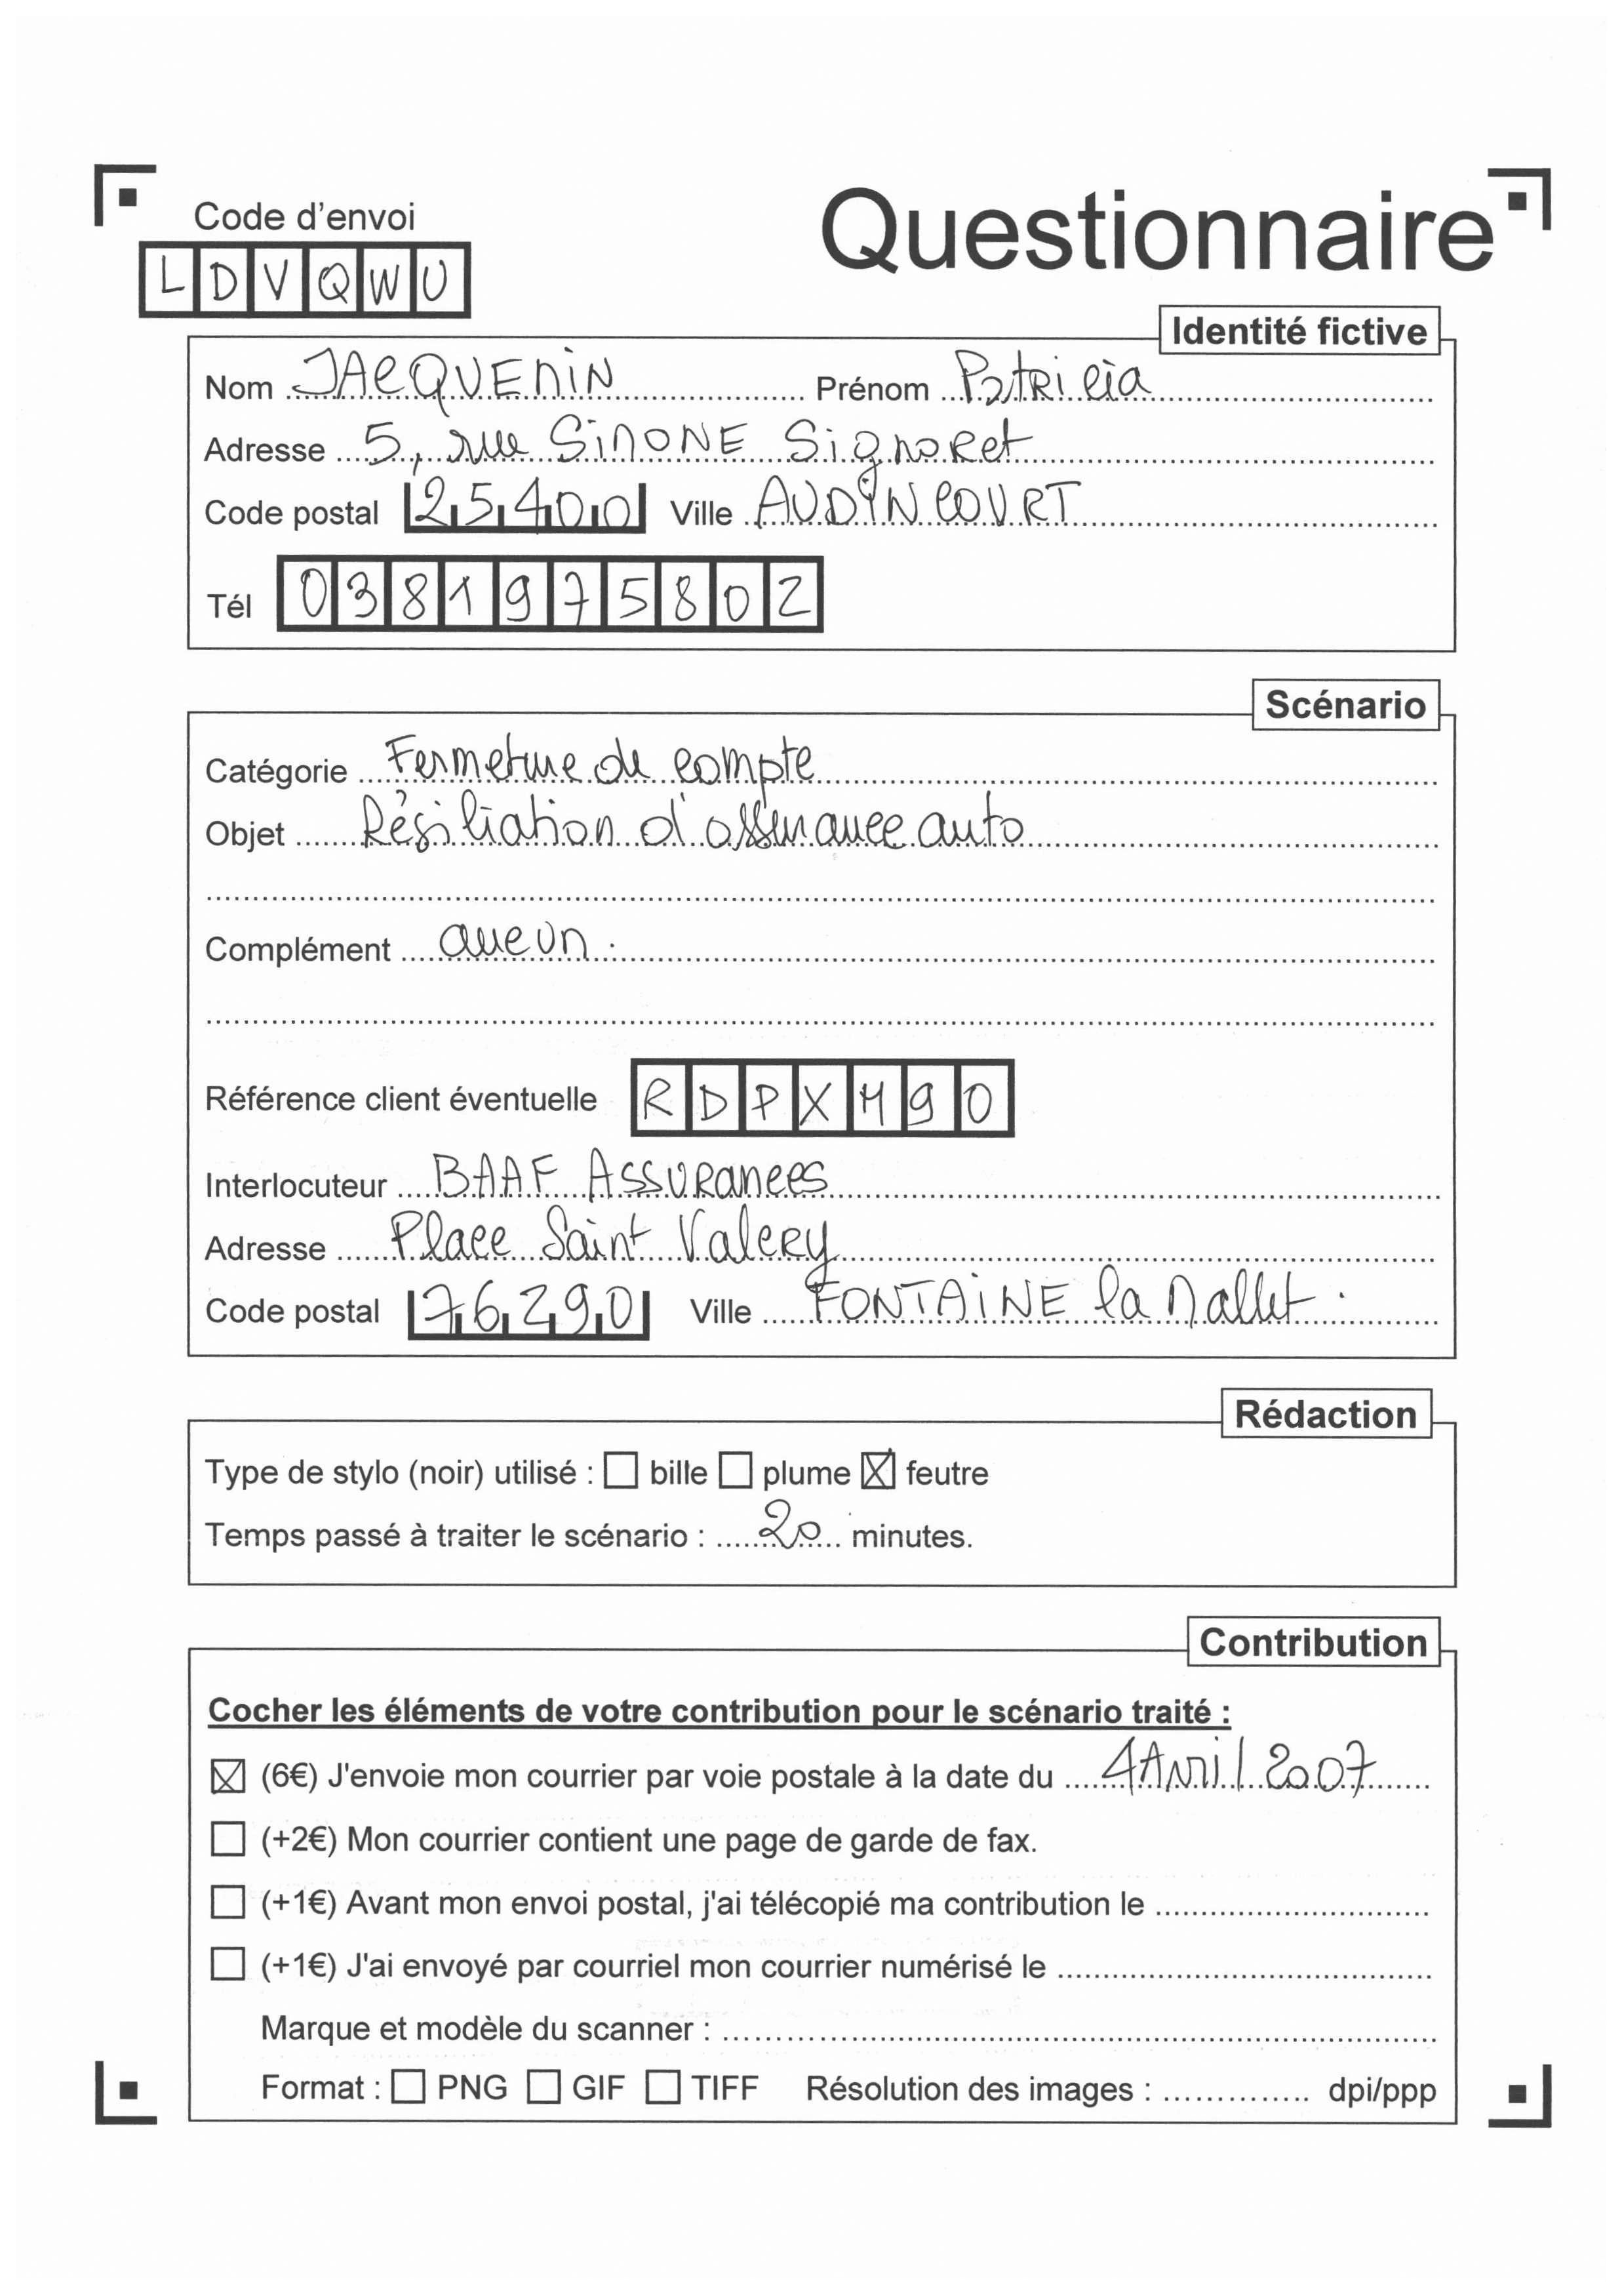 Code d'envoi
Questionnaire
LDVQWU
Identité fictive
Nom JACQUEMIN Prénom Patricia
Adresse 5, rue SIMONE Signoret
Code postal 25400 Ville AUDINCOURT
Tél 0381975802
Scénario
Catégorie Fermeture de compte
Objet Résiliation d'assurance auto
Complément aucun.
Référence client éventuelle RDPXM90
Interlocuteur BAAF Assurances
Adresse Place Saint Valery
Code postal 76290 Ville FONTAINE la Mallet.
Rédaction
Type de stylo (noir) utilisé : bille plume feutre
Temps passé à traiter le scénario : 20 minutes.
Contribution
Cocher les éléments de votre contribution pour le scénario traité :
(6€) J'envoie mon courrier par voie postale à la date du 4 Avril 2007
(+2€) Mon courrier contient une page de garde de fax.
(+1€) Avant mon envoi postal, j'ai télécopié ma contribution le
(+1€) J'ai envoyé par courriel mon courrier numérisé le
Marque et modèle du scanner :
Format : PNG GIF TIFF Résolution des images : dpi/ppp